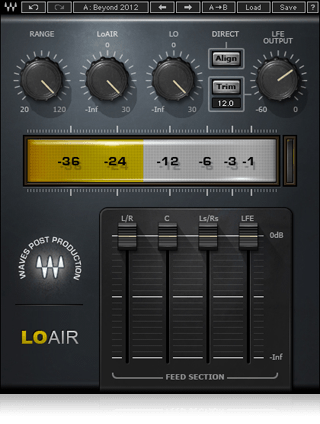 A: Beyond 2012 A→B Load Save ?
RANGE LoAIR LO DIRECT LFE OUTPUT
Align
Trim
12.0
20 120 -Inf 30 -Inf 30 -60 0
-36 -24 -12 -6 -3 -1
L/R C Ls/Rs LFE
0dB
WAVES POST PRODUCTION
LOAIR
-Inf
FEED SECTION